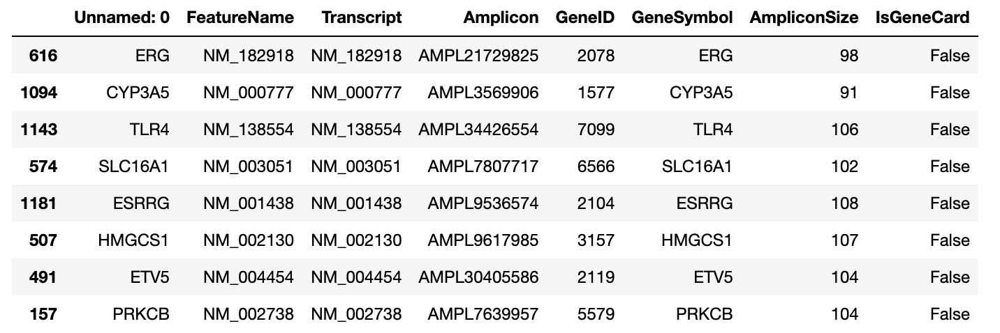 Unnamed: 0 FeatureName Transcript Amplicon GeneID GeneSymbol AmpliconSize IsGeneCard
616 ERG NM_182918 NM_182918 AMPL21729825 2078 ERG 98 False
1094 CYP3A5 NM_000777 NM_000777 AMPL3569906 1577 CYP3A5 91 False
1143 TLR4 NM_138554 NM_138554 AMPL34426554 7099 TLR4 106 False
574 SLC16A1 NM_003051 NM_003051 AMPL7807717 6566 SLC16A1 102 False
1181 ESRRG NM_001438 NM_001438 AMPL9536574 2104 ESRRG 108 False
507 HMGCS1 NM_002130 NM_002130 AMPL9617985 3157 HMGCS1 107 False
491 ETV5 NM_004454 NM_004454 AMPL30405586 2119 ETV5 104 False
157 PRKCB NM_002738 NM_002738 AMPL7639957 5579 PRKCB 104 False